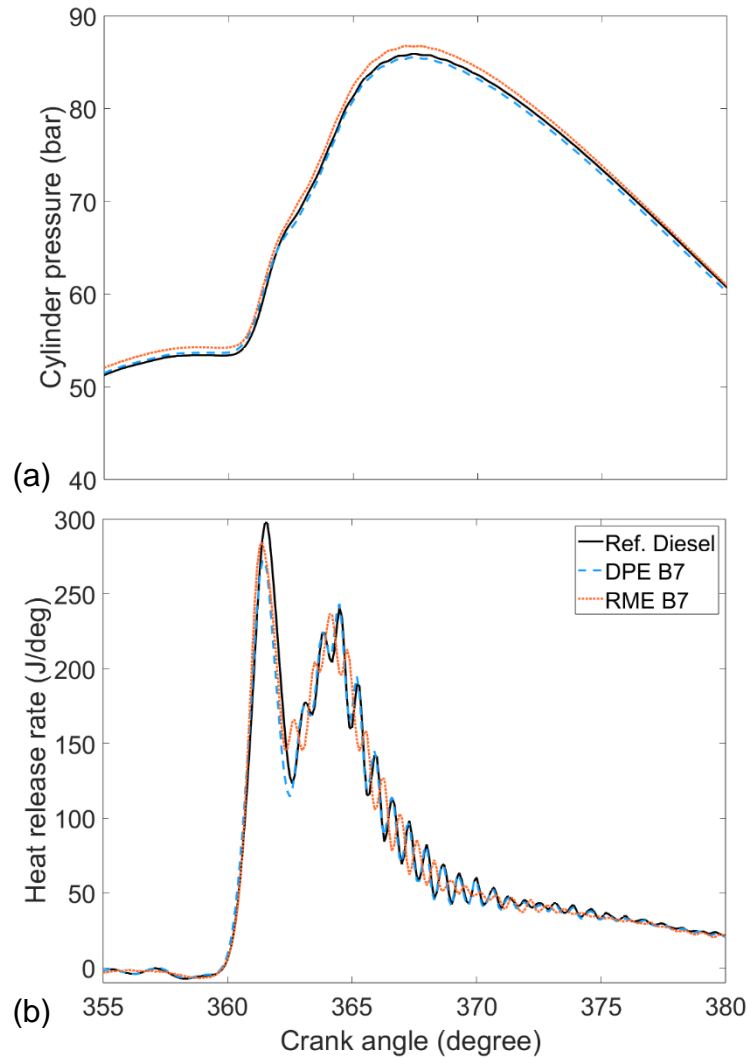 90
80
70
60
50
40
Cylinder pressure (bar)
(a)
300
250
200
150
100
50
0
Heat release rate (J/deg)
Ref. Diesel
DPE B7
RME B7
355 360 365 370 375 380
Crank angle (degree)
(b)